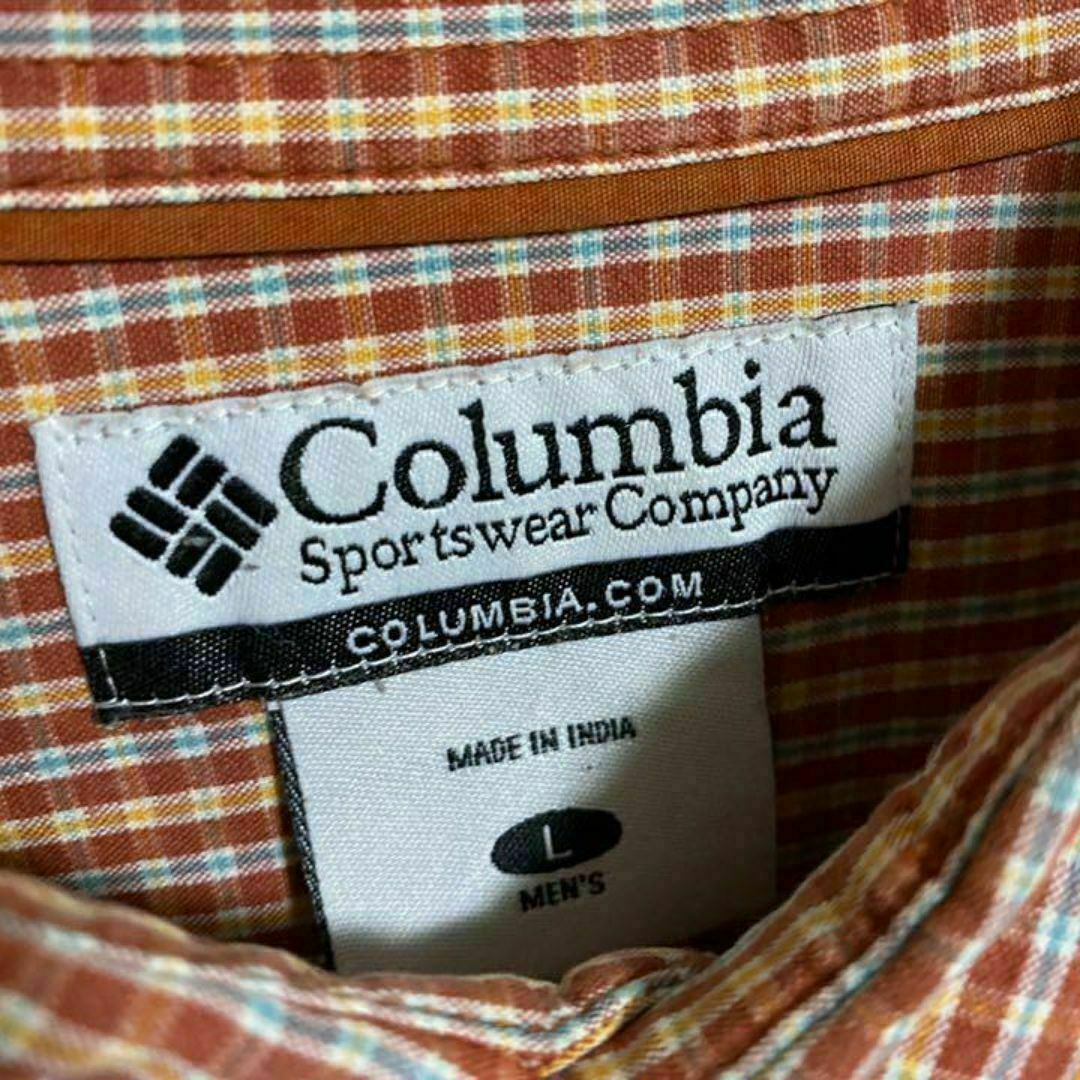 Columbia
Sportswear Company
COLUMBIA.COM
MADE IN INDIA
L
MEN'S